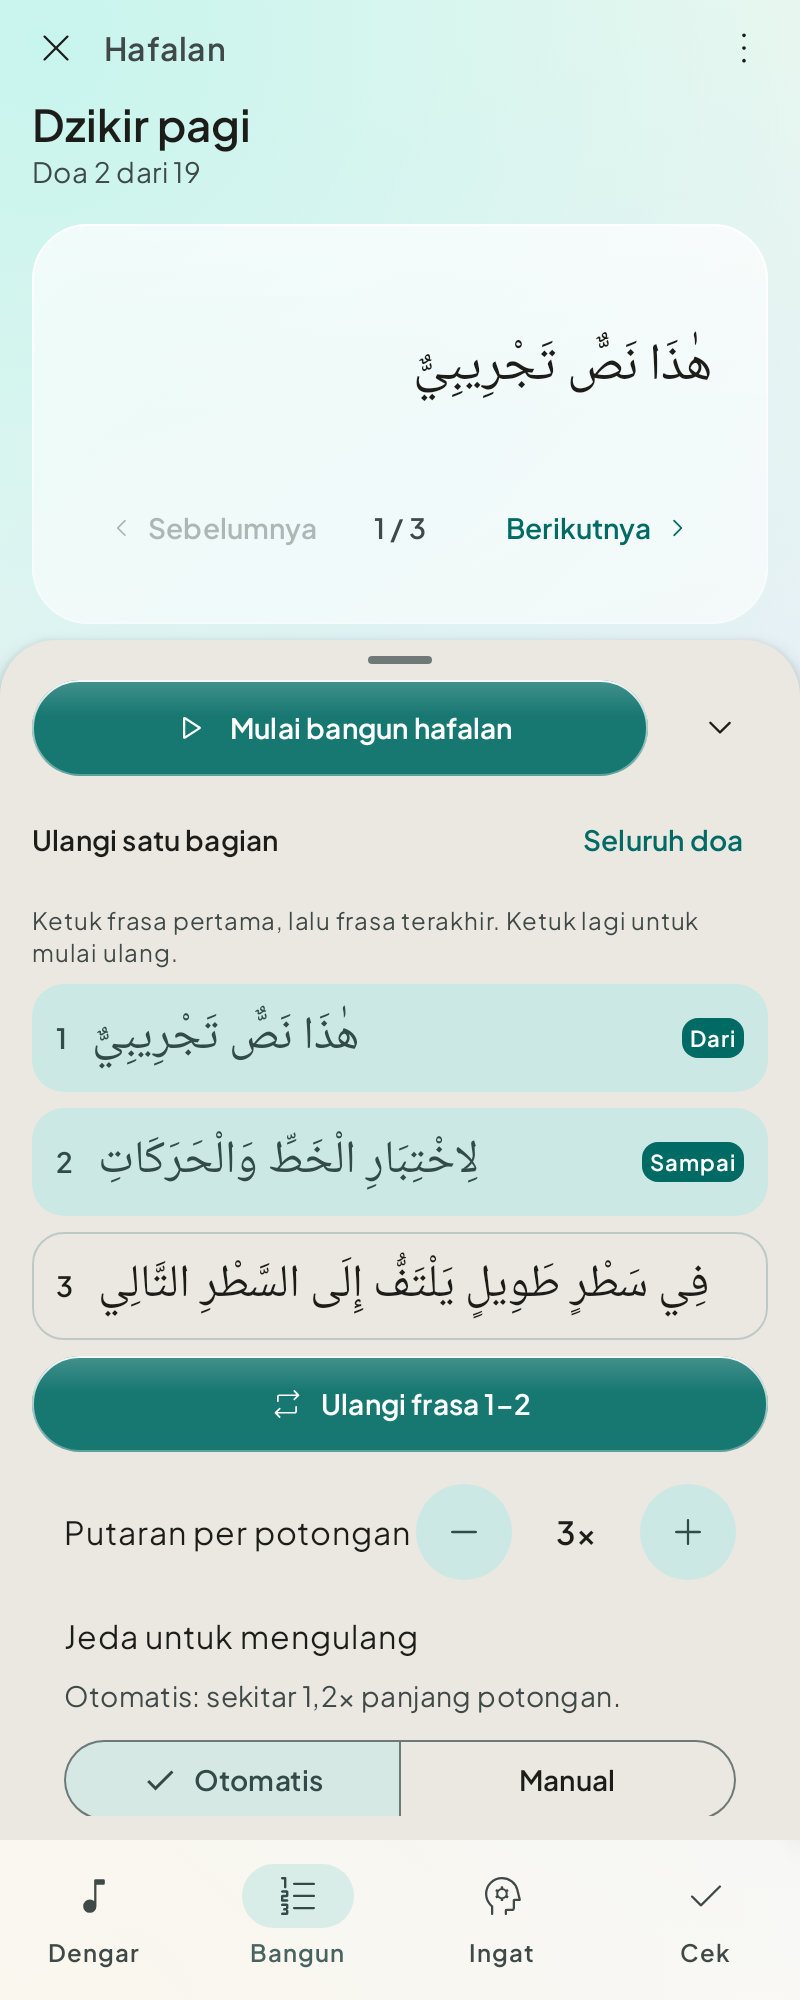 Hafalan
Dzikir pagi
Doa 2 dari 19
هٰذَا نَصٌّ تَجْرِيبِيٌّ
Sebelumnya
1 / 3
Berikutnya
Mulai bangun hafalan
Ulangi satu bagian
Seluruh doa
Ketuk frasa pertama, lalu frasa terakhir. Ketuk lagi untuk
mulai ulang.
1 هٰذَا نَصٌّ تَجْرِيبِيٌّ Dari
2 لِاخْتِبَارِ الْخَطِّ وَالْحَرَكَاتِ Sampai
3 فِي سَطْرٍ طَوِيلٍ يَلْتَفُّ إِلَى السَّطْرِ التَّالِي
Ulangi frasa 1–2
Putaran per potongan
3×
Jeda untuk mengulang
Otomatis: sekitar 1,2× panjang potongan.
Otomatis
Manual
Dengar
Bangun
Ingat
Cek